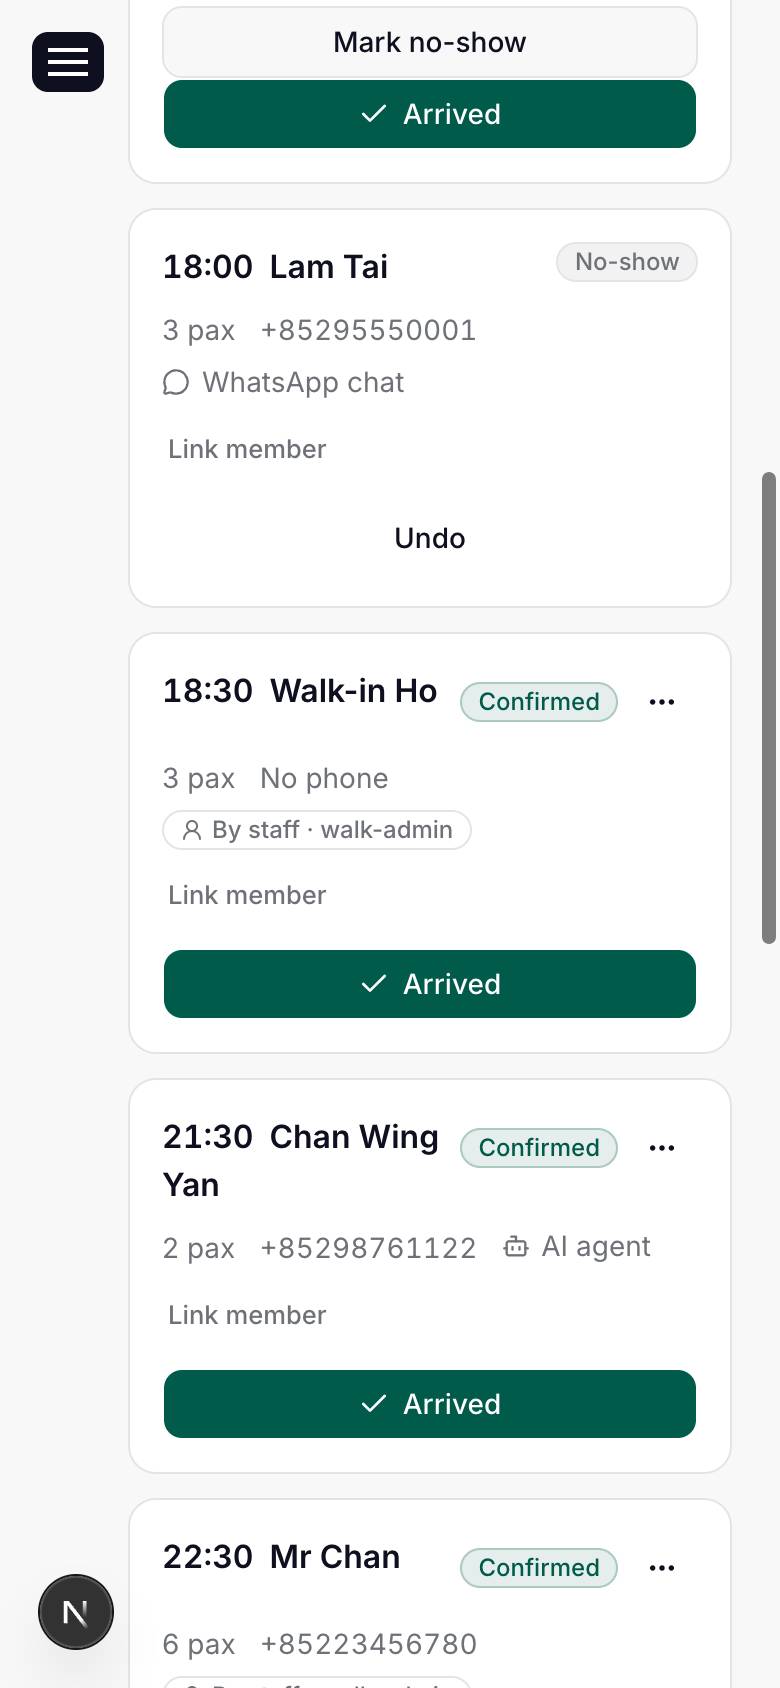 Mark no-show
Arrived
18:00 Lam Tai
No-show
3 pax +85295550001
WhatsApp chat
Link member
Undo
18:30 Walk-in Ho
Confirmed
3 pax No phone
By staff · walk-admin
Link member
Arrived
21:30 Chan Wing
Yan
Confirmed
2 pax +85298761122 AI agent
Link member
Arrived
22:30 Mr Chan
Confirmed
N
6 pax +85223456780